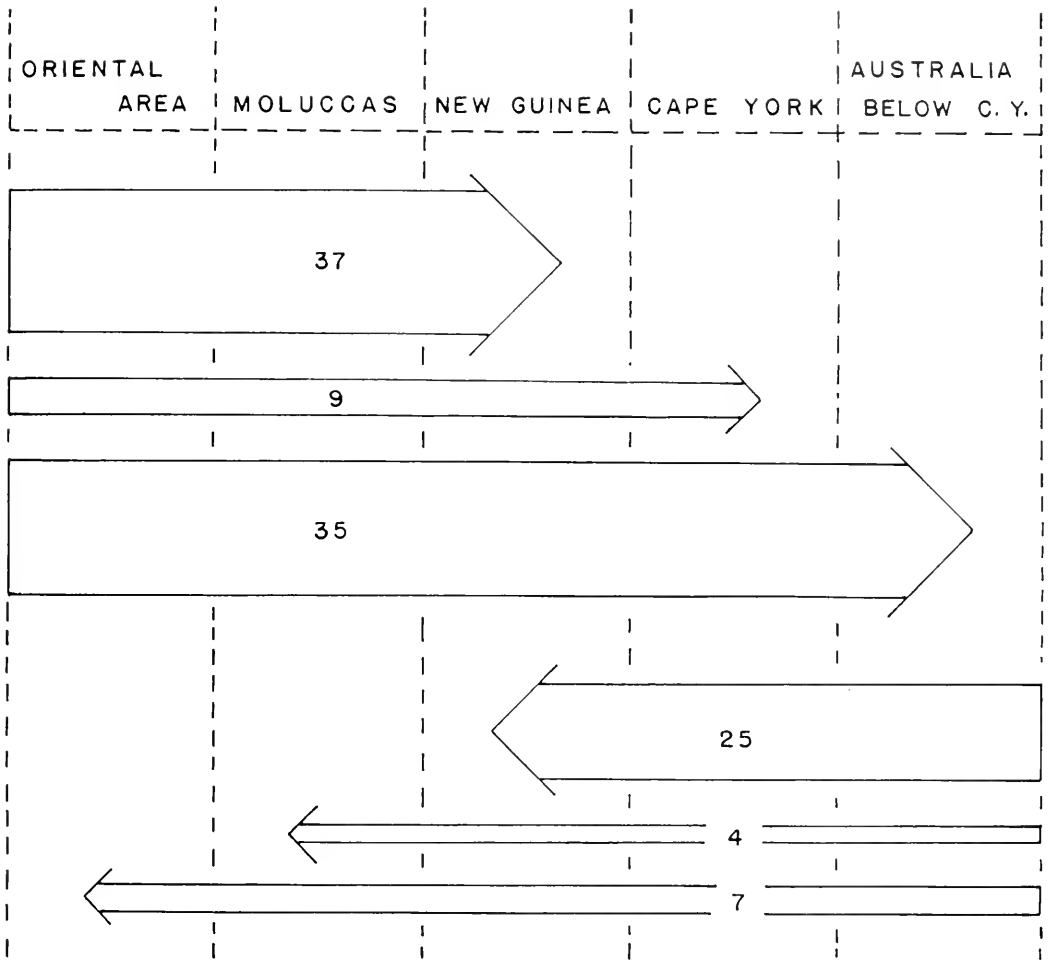 ORIENTAL
AREA
MOLUCCAS
NEW GUINEA
CAPE YORK
AUSTRALIA
BELOW C. Y.
37
9
35
25
4
7